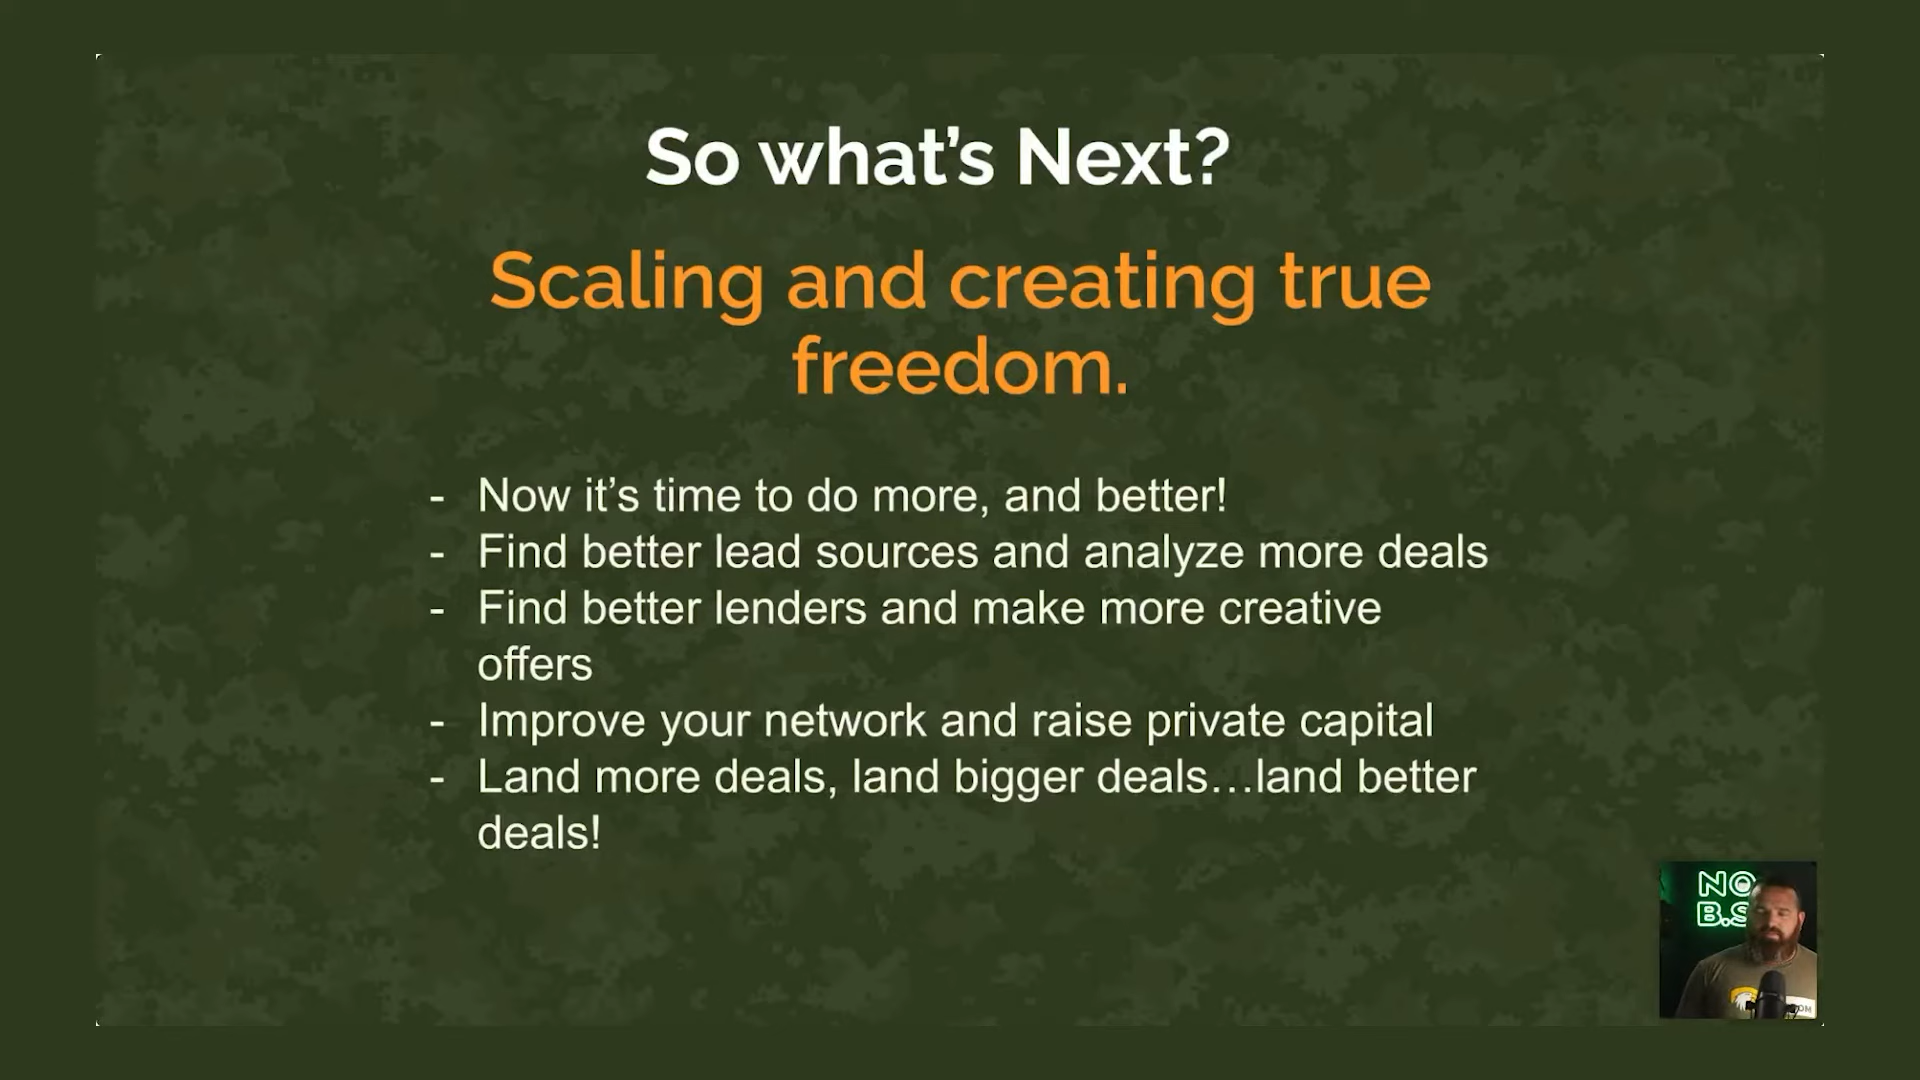 So what’s Next?
Scaling and creating true
freedom.
- Now it’s time to do more, and better!
- Find better lead sources and analyze more deals
- Find better lenders and make more creative
offers
- Improve your network and raise private capital
- Land more deals, land bigger deals…land better
deals!
NO
B.S